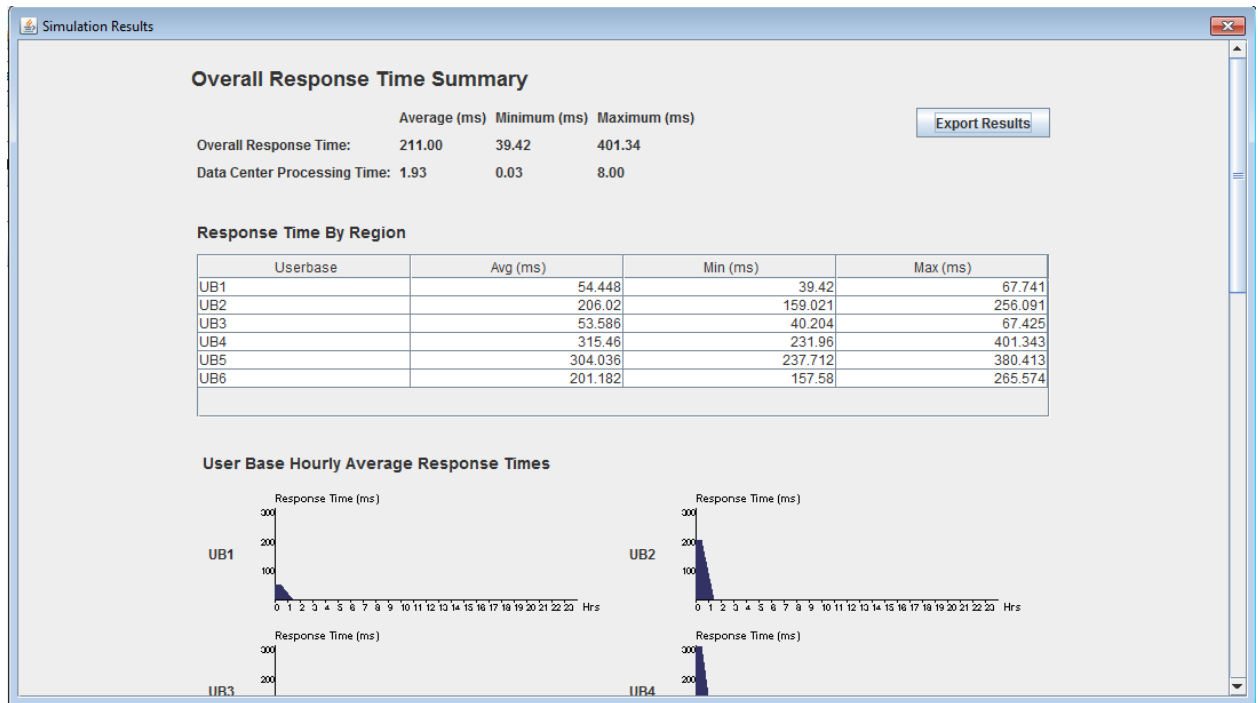 Simulation Results
Overall Response Time Summary
Average (ms) Minimum (ms) Maximum (ms)
Export Results
Overall Response Time: 211.00 39.42 401.34
Data Center Processing Time: 1.93 0.03 8.00
Response Time By Region
Userbase Avg (ms) Min (ms) Max (ms)
UB1 54.448 39.42 67.741
UB2 206.02 159.021 256.091
UB3 53.586 40.204 67.425
UB4 315.46 231.96 401.343
UB5 304.036 237.712 380.413
UB6 201.182 157.58 265.574
User Base Hourly Average Response Times
Response Time (ms)
300
200
UB1
100
0 1 2 3 4 5 6 7 8 9 10 11 12 13 14 15 16 17 18 19 20 21 22 23 Hrs
Response Time (ms)
300
200
UB2
100
0 1 2 3 4 5 6 7 8 9 10 11 12 13 14 15 16 17 18 19 20 21 22 23 Hrs
Response Time (ms)
300
200
UB3
Response Time (ms)
300
200
UB4